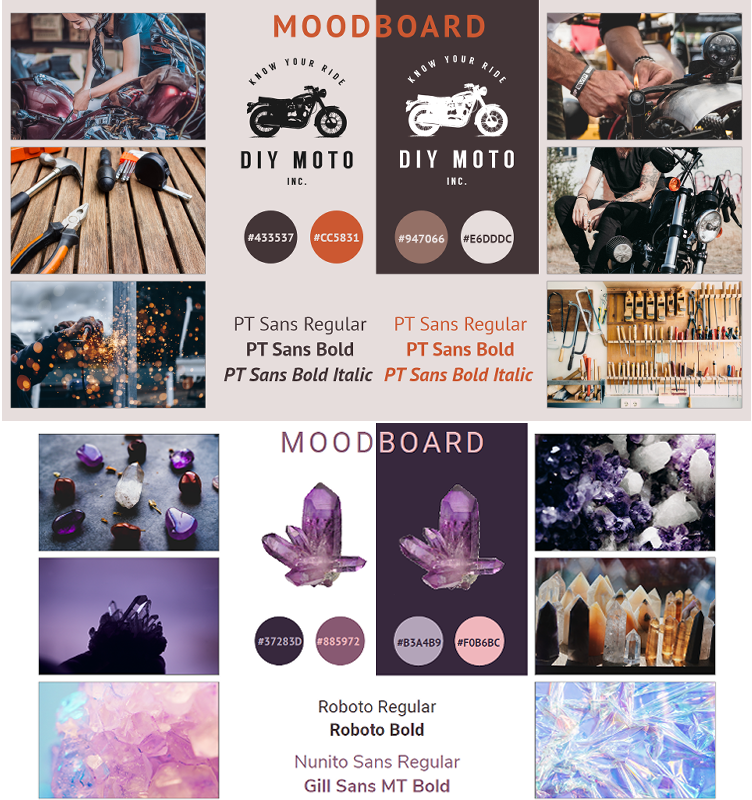 MOODBOARD
KNOW YOUR RIDE
DIY MOTO
INC.
KNOW YOUR RIDE
DIY MOTO
INC.
#433537
#CC5831
#947066
#E6DDDC
PT Sans Regular
PT Sans Bold
PT Sans Bold Italic
PT Sans Regular
PT Sans Bold
PT Sans Bold Italic
MOODBOARD
#37283D
#885972
#B3A4B9
#F0B6BC
Roboto Regular
Roboto Bold
Nunito Sans Regular
Gill Sans MT Bold